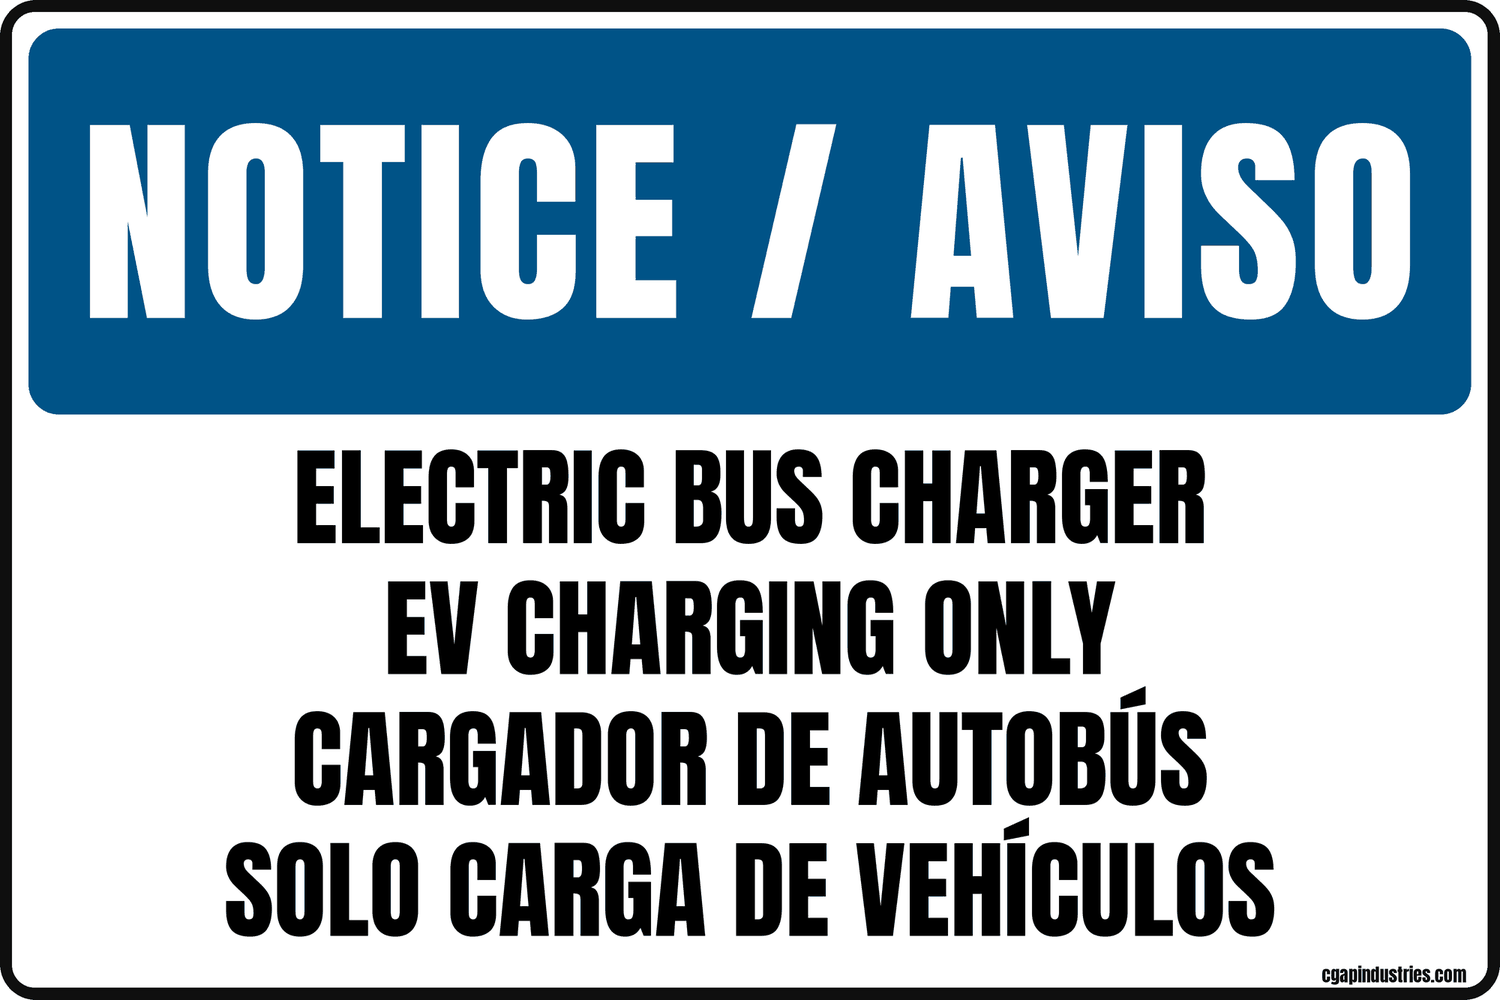 NOTICE / AVISO
ELECTRIC BUS CHARGER
EV CHARGING ONLY
CARGADOR DE AUTOBÚS
SOLO CARGA DE VEHÍCULOS
cgapindustries.com